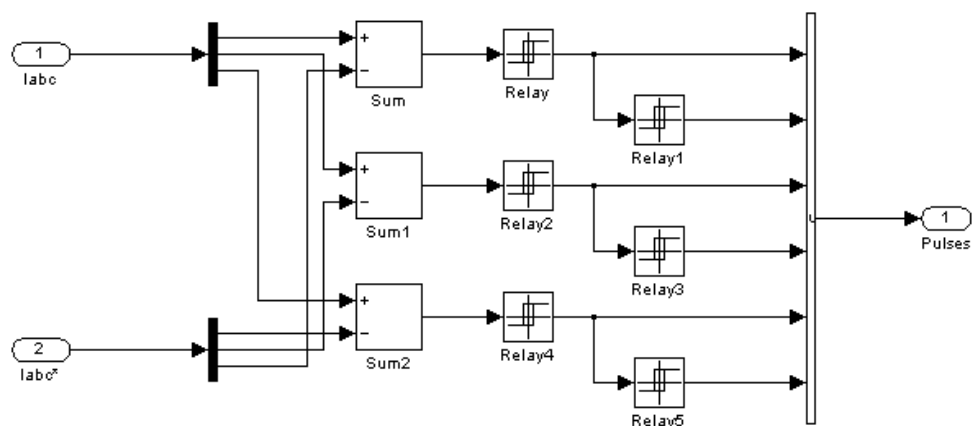 1
Iabc
+
−
Sum
Relay
Relay1
+
−
Sum1
Relay2
Relay3
1
Pulses
+
−
Sum2
Relay4
Relay5
2
Iabc*